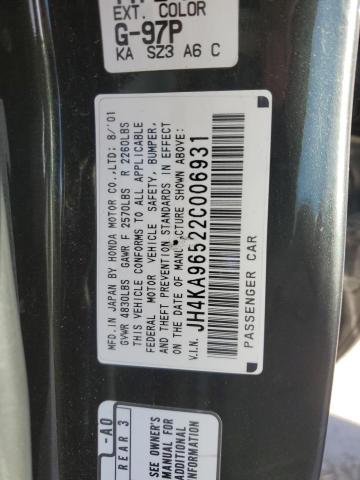 EXT. COLOR
G-97P
KA SZ3 A6 C
MFD. IN JAPAN BY HONDA MOTOR CO.,LTD; 8/'01
GVWR 4830LBS GAWR F 2570LBS R 2260LBS
THIS VEHICLE CONFORMS TO ALL APPLICABLE
FEDERAL MOTOR VEHICLE SAFETY, BUMPER,
AND THEFT PREVENTION STANDARDS IN EFFECT
ON THE DATE OF MANUFACTURE SHOWN ABOVE:
V.I.N. JH4KA96522C006931
PASSENGER CAR
-A0
REAR 3
SEE OWNER'S
MANUAL FOR
ADDITIONAL
INFORMATION